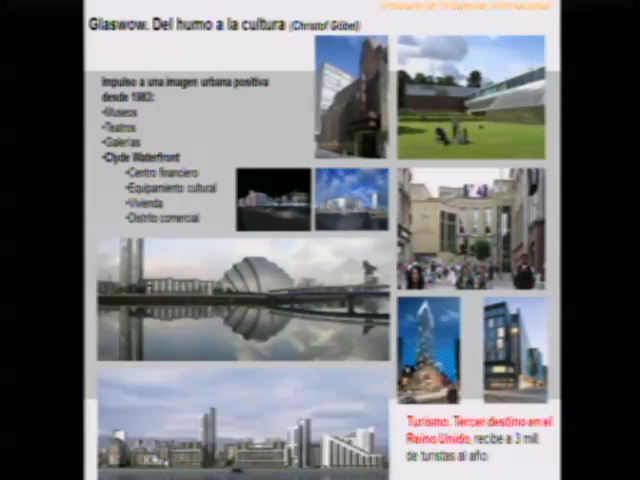 Glaswow. Del humo a la cultura (Christof Göbel)
Impulso a una imagen urbana positiva
desde 1983:
•Museos
•Teatros
•Galerías
•Clyde Waterfront
•Centro financiero
•Equipamiento cultural
•Vivienda
•Distrito comercial
Turismo. Tercer destino en el
Reino Unido, recibe a 3 mill.
de turistas al año